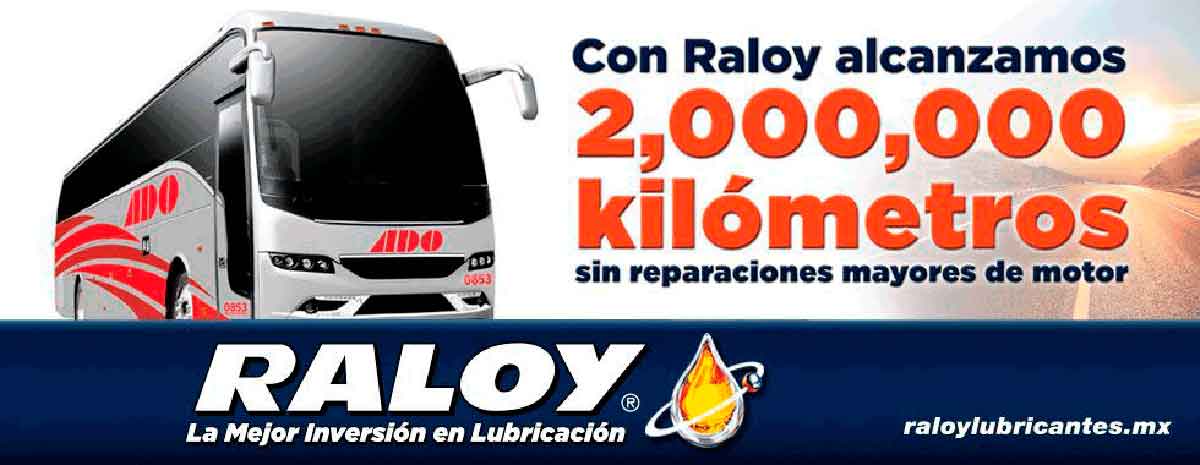 Con Raloy alcanzamos
2,000,000
kilómetros
sin reparaciones mayores de motor
ADO
ADO
0853
0853
RALOY®
La Mejor Inversión en Lubricación
raloylubricantes.mx